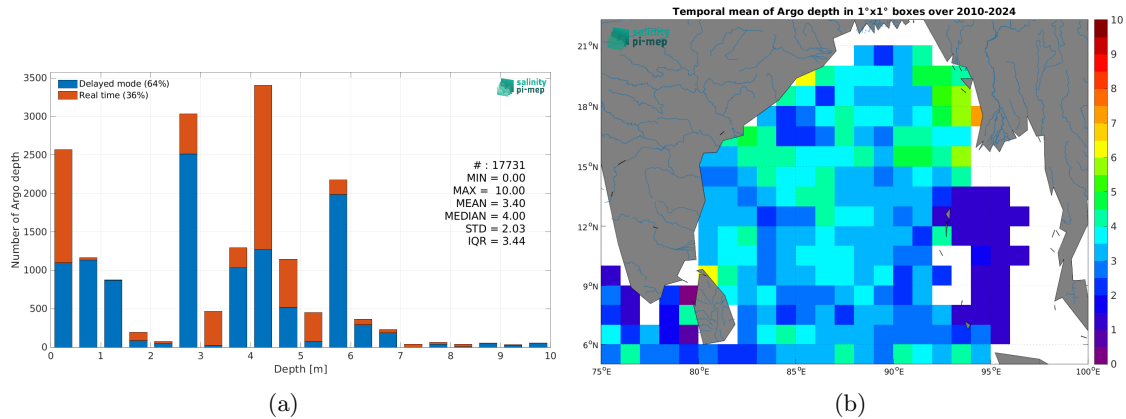 Delayed mode (64%)
Real time (36%)
salinity
pi-mep
# : 17731
MIN = 0.00
MAX = 10.00
MEAN = 3.40
MEDIAN = 4.00
STD = 2.03
IQR = 3.44
Number of Argo depth
3500
3000
2500
2000
1500
1000
500
0
0 1 2 3 4 5 6 7 8 9 10
Depth [m]
(a)
Temporal mean of Argo depth in 1°x1° boxes over 2010-2024
salinity
pi-mep
21°N
18°N
15°N
12°N
9°N
6°N
75°E 80°E 85°E 90°E 95°E 100°E
10
9
8
7
6
5
4
3
2
1
0
(b)